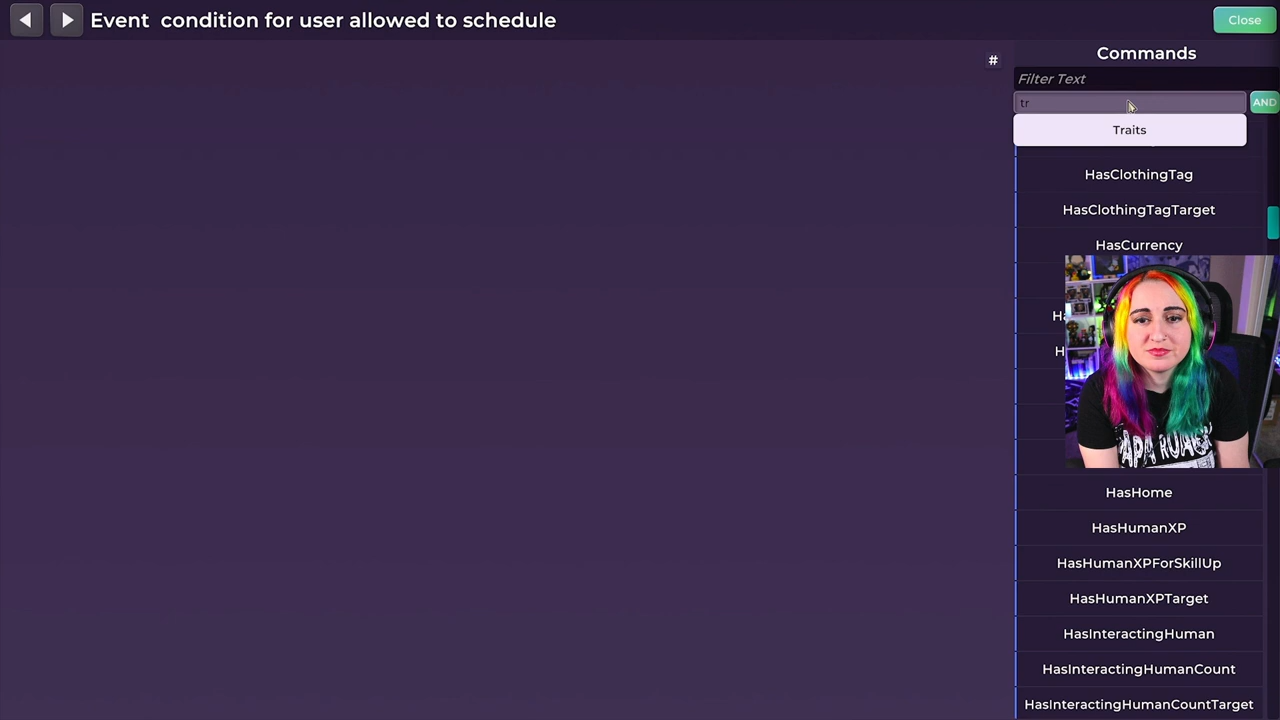 Event condition for user allowed to schedule
Close
Commands
Filter Text
tr
AND
Traits
HasClothingTag
HasClothingTagTarget
HasCurrency
HasHome
HasHumanXP
HasHumanXPForSkillUp
HasHumanXPTarget
HasInteractingHuman
HasInteractingHumanCount
HasInteractingHumanCountTarget
#